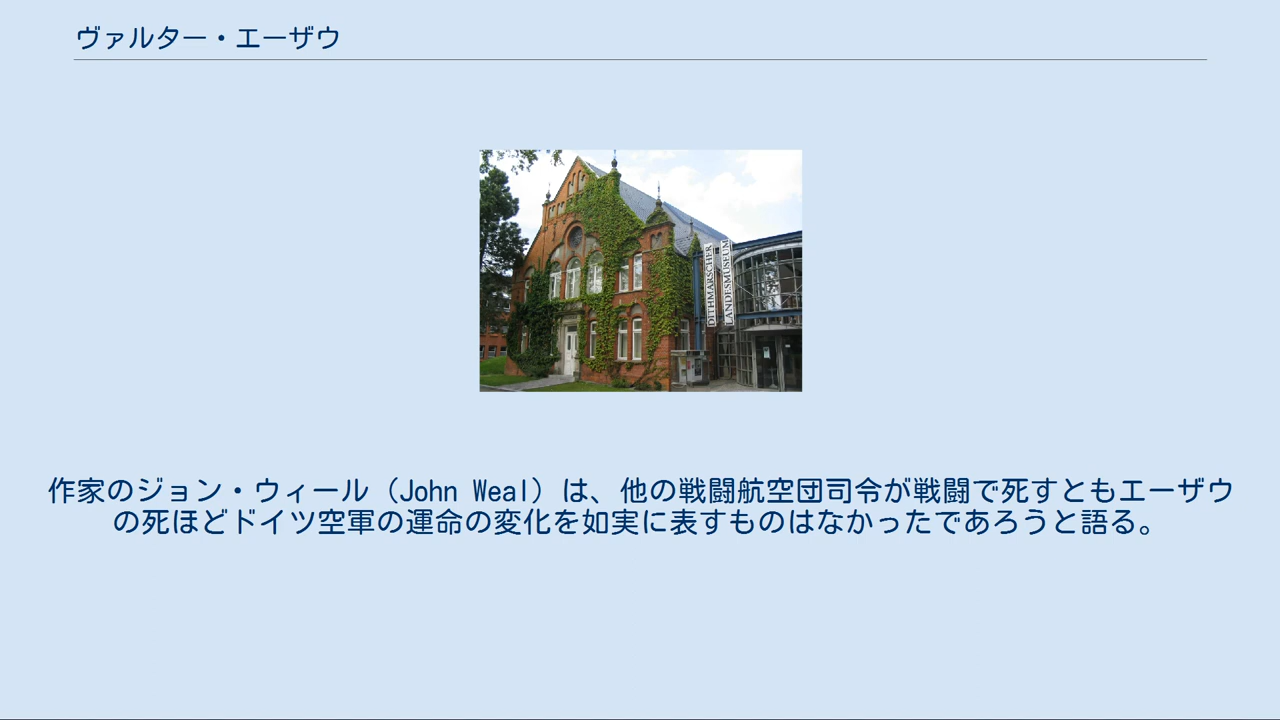 ヴァルター・エーザウ
DITHMARSCHER
LANDESMUSEUM
作家のジョン・ウィール（John Weal）は、他の戦闘航空団司令が戦闘で死すともエーザウ
の死ほどドイツ空軍の運命の変化を如実に表すものはなかったであろうと語る。